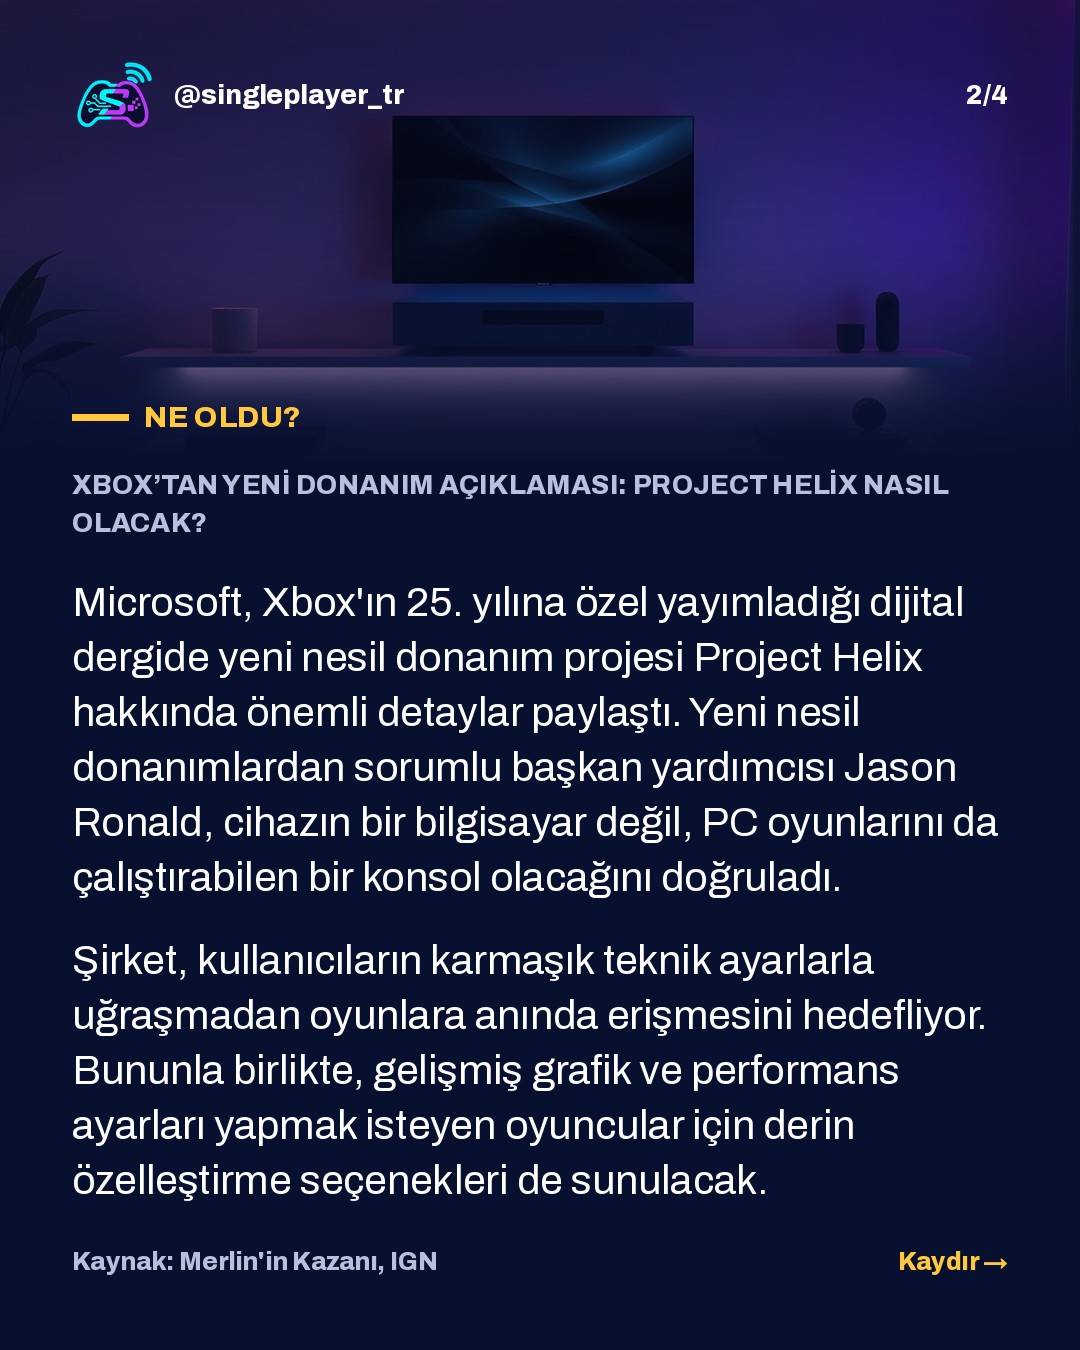 @singleplayer_tr
2/4
NE OLDU?
XBOX’TAN YENİ DONANIM AÇIKLAMASI: PROJECT HELİX NASIL
OLACAK?
Microsoft, Xbox'ın 25. yılına özel yayımladığı dijital
dergide yeni nesil donanım projesi Project Helix
hakkında önemli detaylar paylaştı. Yeni nesil
donanımlardan sorumlu başkan yardımcısı Jason
Ronald, cihazın bir bilgisayar değil, PC oyunlarını da
çalıştırabilen bir konsol olacağını doğruladı.
Şirket, kullanıcıların karmaşık teknik ayarlarla
uğraşmadan oyunlara anında erişmesini hedefliyor.
Bununla birlikte, gelişmiş grafik ve performans
ayarları yapmak isteyen oyuncular için derin
özelleştirme seçenekleri de sunulacak.
Kaynak: Merlin'in Kazanı, IGN
Kaydır→